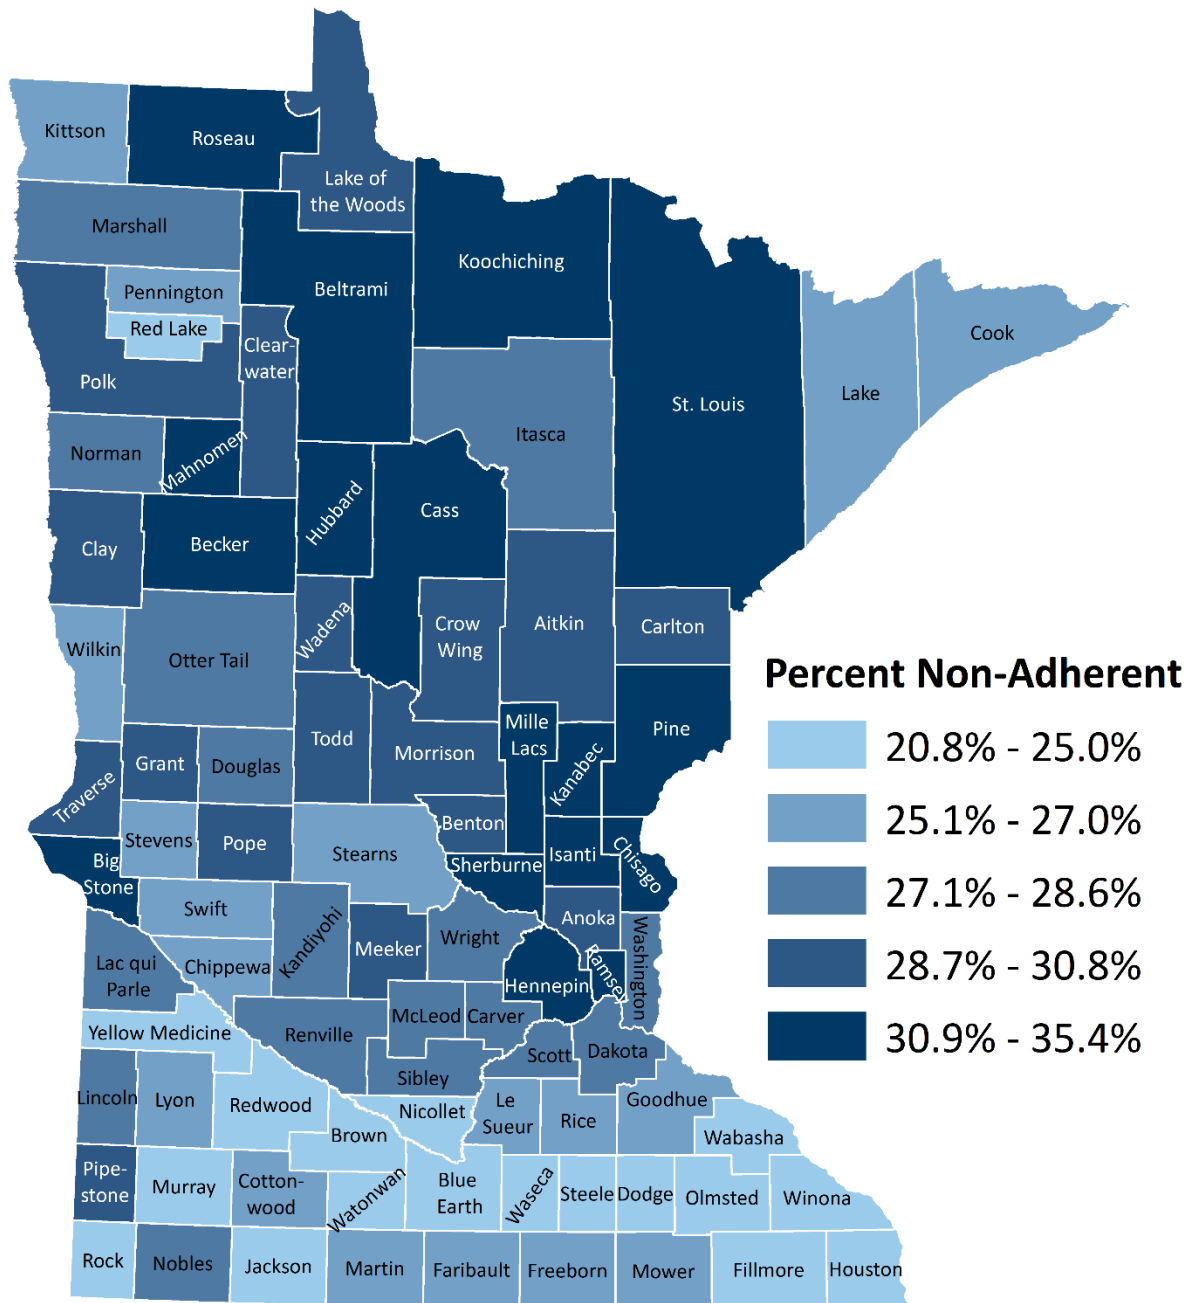 Kittson
Roseau
Lake of
the Woods
Marshall
Koochiching
Beltrami
Pennington
Red Lake
Clear-
water
Polk
Cook
Lake
St. Louis
Itasca
Norman
Mahnomen
Hubbard
Cass
Clay
Becker
Wadena
Crow
Wing
Aitkin
Carlton
Wilkin
Otter Tail
Percent Non-Adherent
20.8% - 25.0%
25.1% - 27.0%
27.1% - 28.6%
28.7% - 30.8%
30.9% - 35.4%
Mille
Lacs
Pine
Todd
Morrison
Kanabec
Grant
Douglas
Traverse
Benton
Stevens
Pope
Stearns
Isanti
Chisago
Big
Stone
Sherburne
Swift
Kandiyohi
Anoka
Wright
Meeker
Washington
Lac qui
Parle
Chippewa
Ramsey
Hennepin
Yellow Medicine
Renville
McLeod
Carver
Scott
Dakota
Sibley
Lincoln
Lyon
Redwood
Nicollet
Le
Sueur
Rice
Goodhue
Brown
Wabasha
Pipe-
stone
Murray
Cotton-
wood
Watonwan
Blue
Earth
Waseca
Steele
Dodge
Olmsted
Winona
Rock
Nobles
Jackson
Martin
Faribault
Freeborn
Mower
Fillmore
Houston